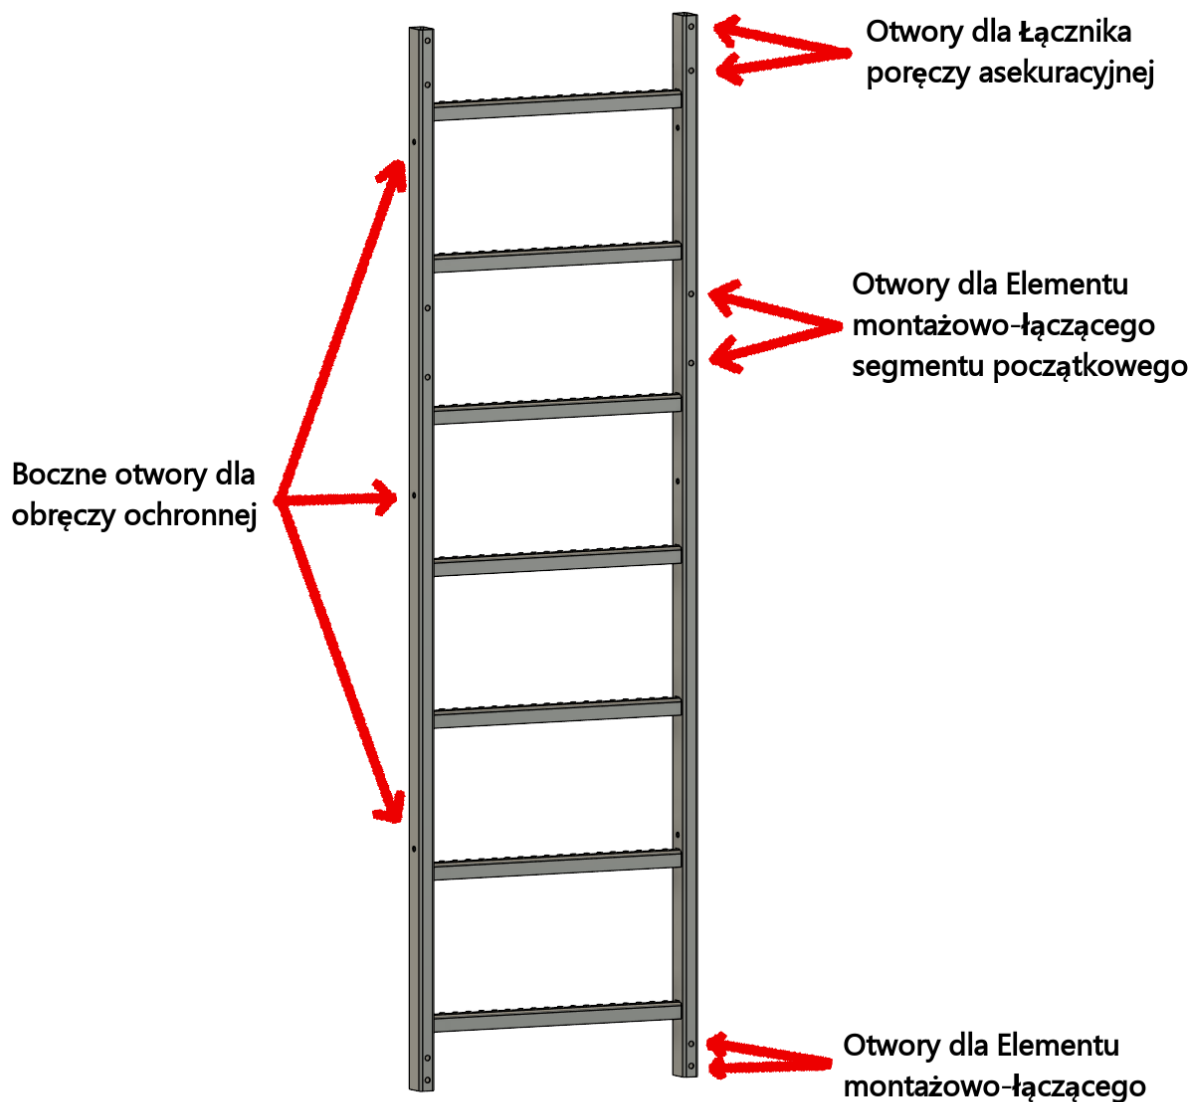 Otwory dla Łącznika
poręczy asekuracyjnej
Otwory dla Elementu
montażowo-łączącego
segmentu początkowego
Boczne otwory dla
obręczy ochronnej
Otwory dla Elementu
montażowo-łączącego